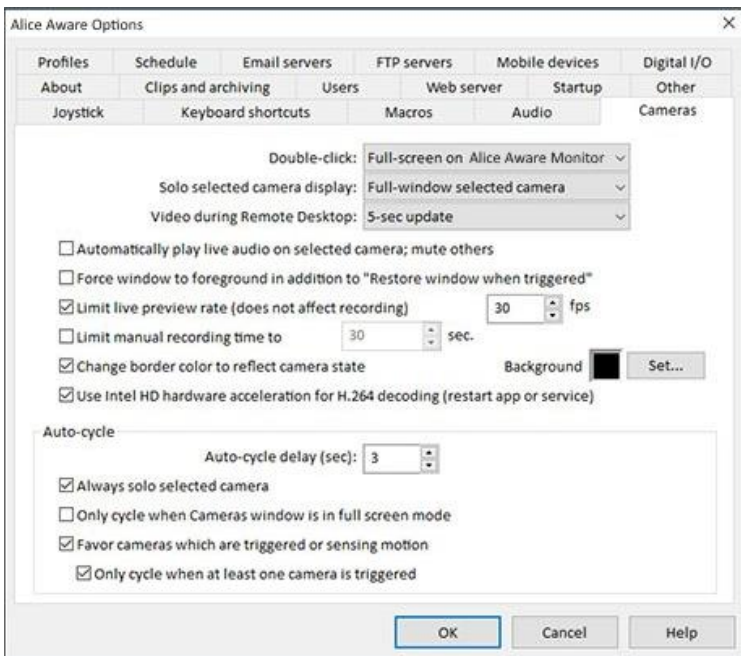 Alice Aware Options
Profiles Schedule Email servers FTP servers Mobile devices Digital I/O
About Clips and archiving Users Web server Startup Other
Joystick Keyboard shortcuts Macros Audio Cameras
Double-click: Full-screen on Alice Aware Monitor
Solo selected camera display: Full-window selected camera
Video during Remote Desktop: 5-sec update
Automatically play live audio on selected camera; mute others
Force window to foreground in addition to "Restore window when triggered"
Limit live preview rate (does not affect recording) 30 fps
Limit manual recording time to 30 sec.
Change border color to reflect camera state Background Set...
Use Intel HD hardware acceleration for H.264 decoding (restart app or service)
Auto-cycle
Auto-cycle delay (sec): 3
Always solo selected camera
Only cycle when Cameras window is in full screen mode
Favor cameras which are triggered or sensing motion
Only cycle when at least one camera is triggered
OK Cancel Help